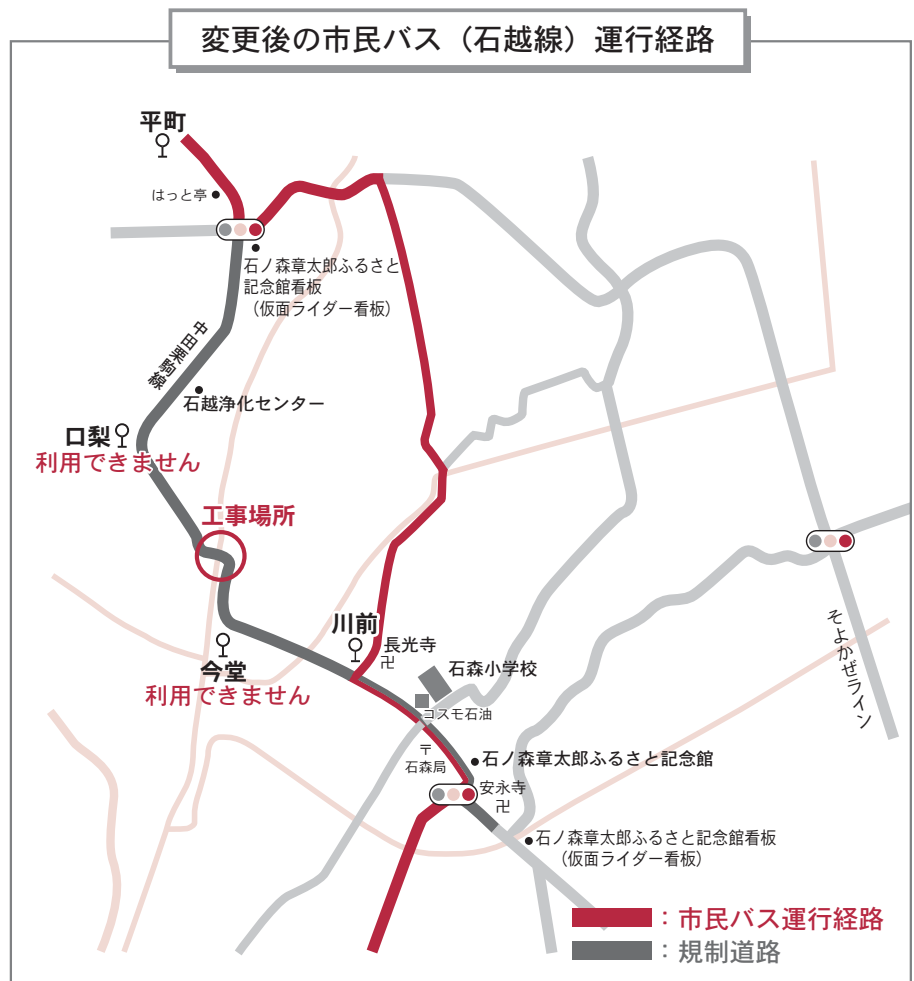 変更後の市民バス（石越線）運行経路
平町
はっと亭
石ノ森章太郎ふるさと
記念館看板
（仮面ライダー看板）
中田栗駒線
石越浄化センター
口梨
利用できません
工事場所
川前
長光寺
卍
今堂
利用できません
石森小学校
コスモ石油
〒
石森局
石ノ森章太郎ふるさと記念館
安永寺
卍
石ノ森章太郎ふるさと記念館看板
（仮面ライダー看板）
そよかぜライン
：市民バス運行経路
：規制道路